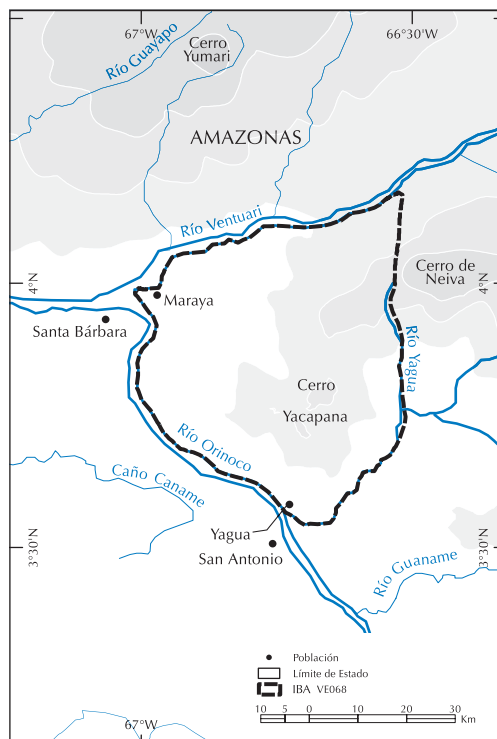 67°W
66°30'W
Río Guayapo
Cerro
Yumari
AMAZONAS
Río Ventuari
4°N
4°N
Cerro de
Neiva
Maraya
Santa Bárbara
Río Yagua
Cerro
Yacapana
Río Orinoco
Caño Caname
Yagua
San Antonio
3°30'N
3°30'N
Río Guaname
Población
Límite de Estado
IBA VE068
10 5 0 10 20 30
Km
67°W